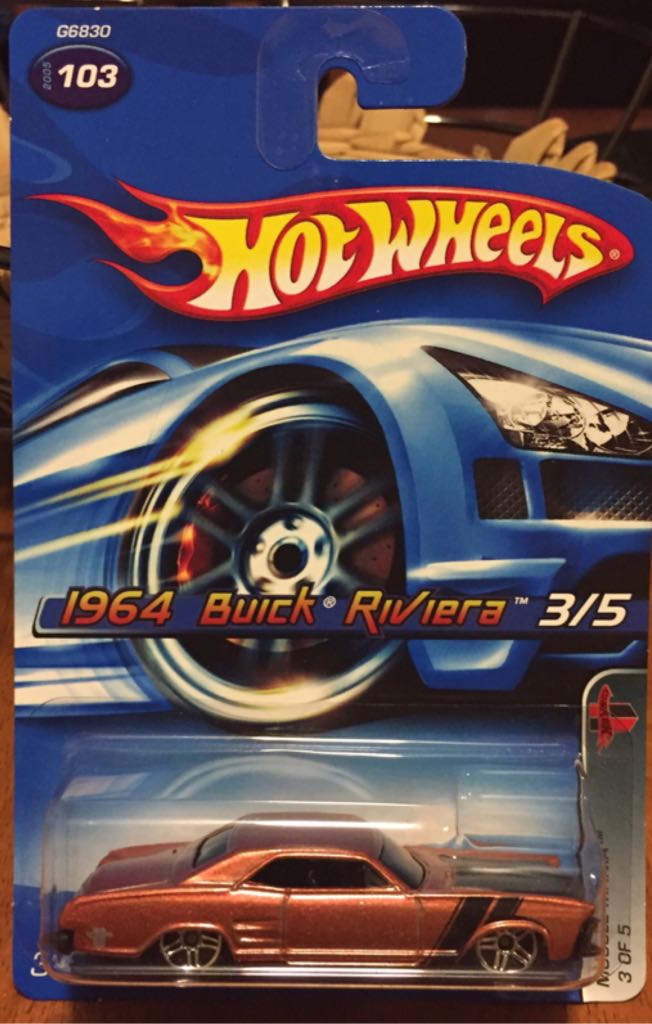 G6830
2005
103
HOT WHEELS®
1964 Buick® Riviera™ 3/5
3 OF 5